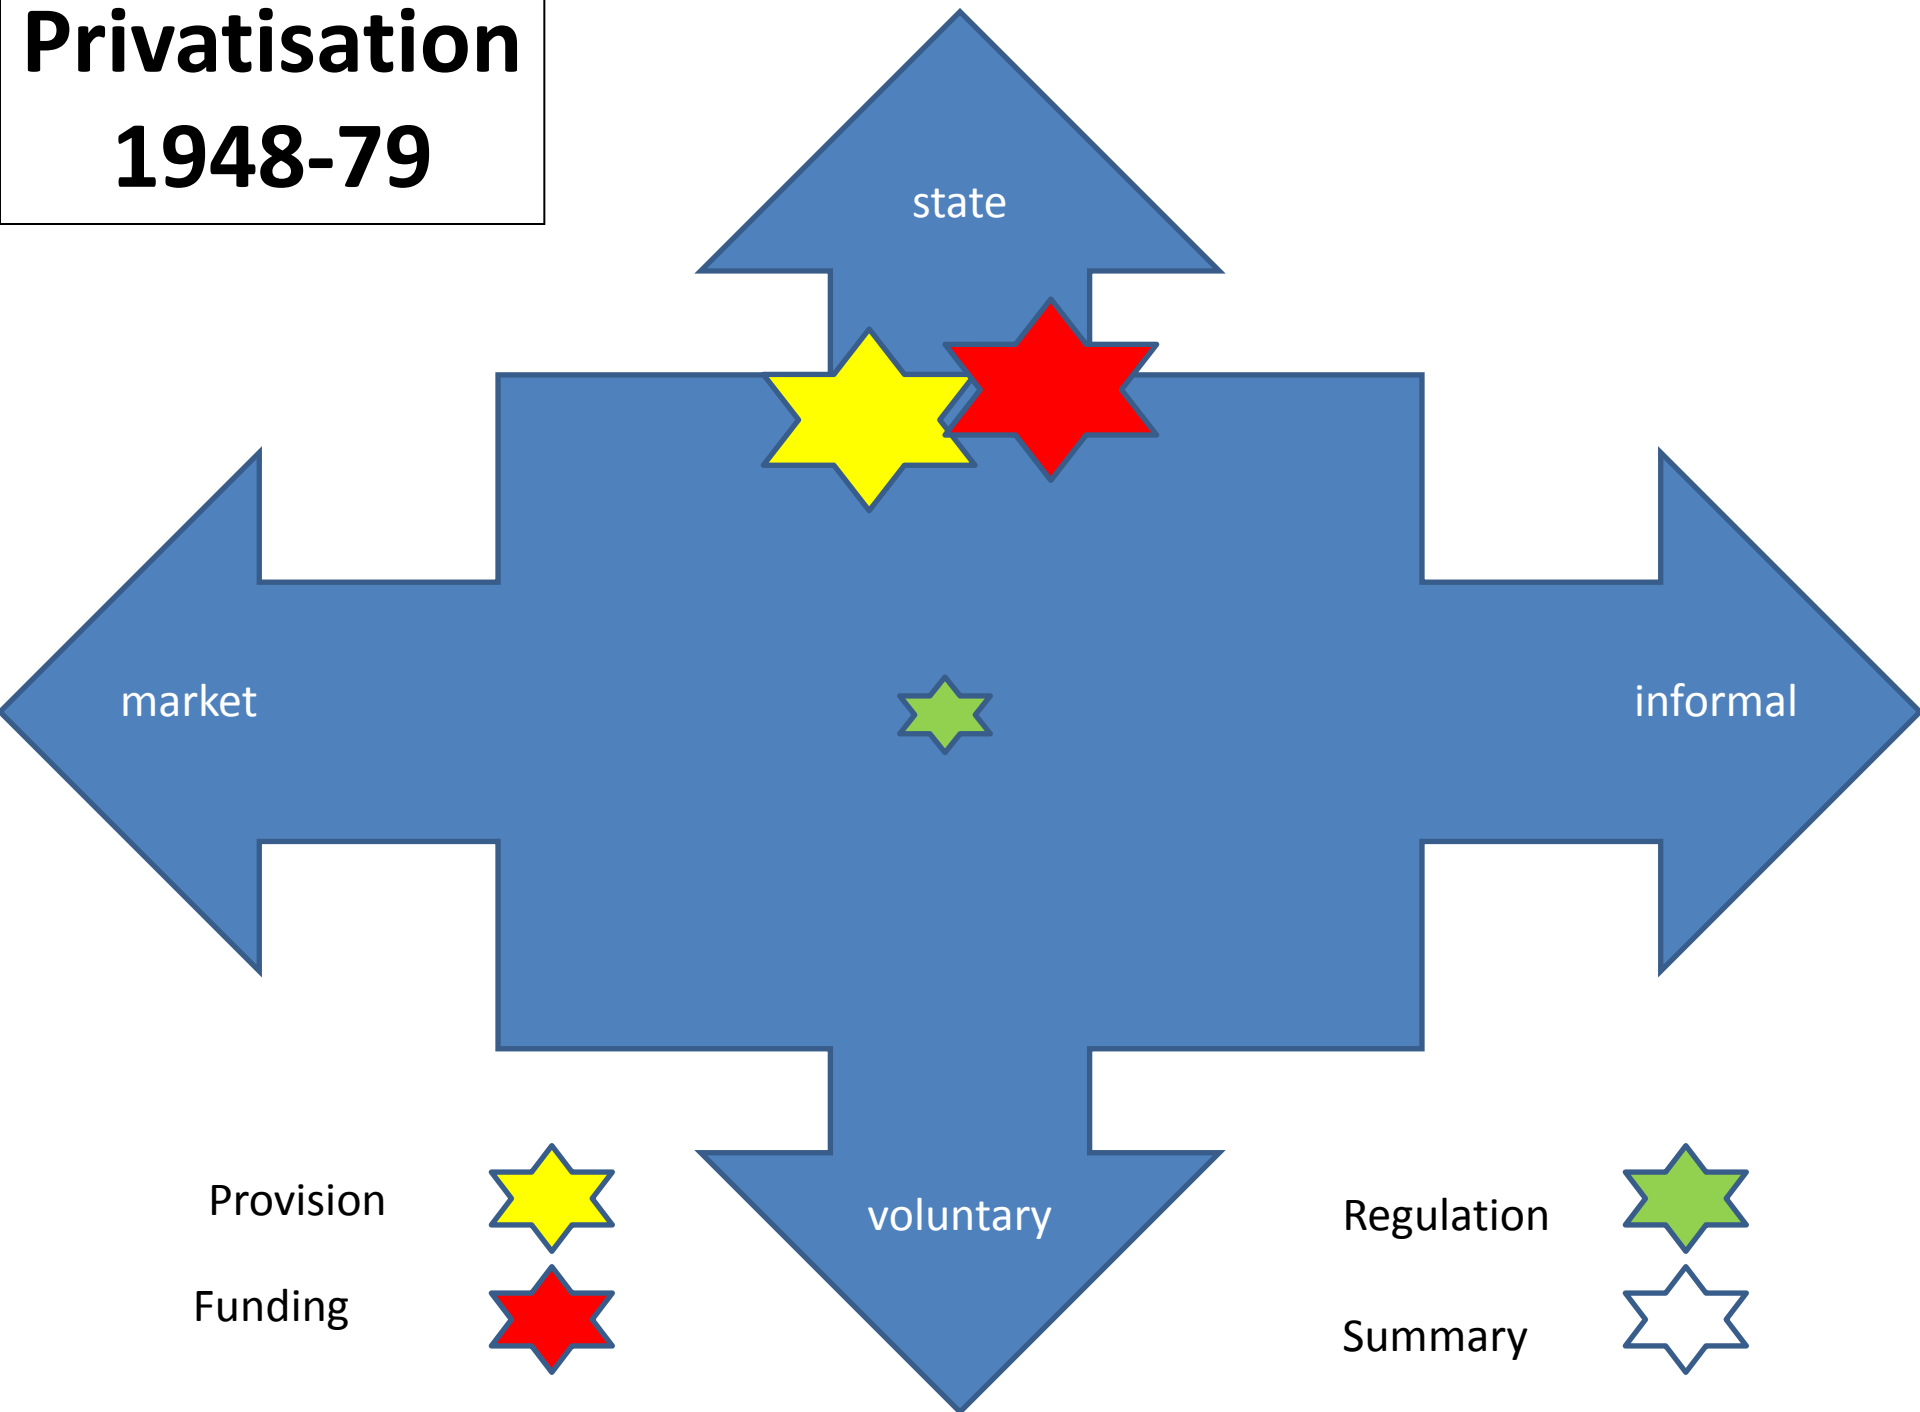 Privatisation
1948-79
state
market
informal
voluntary
Provision
Funding
Regulation
Summary